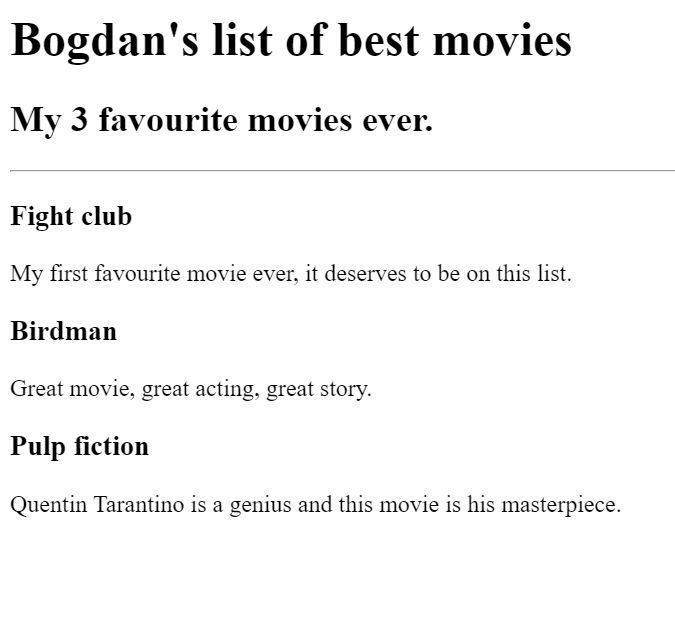 Bogdan's list of best movies
My 3 favourite movies ever.
Fight club
My first favourite movie ever, it deserves to be on this list.
Birdman
Great movie, great acting, great story.
Pulp fiction
Quentin Tarantino is a genius and this movie is his masterpiece.